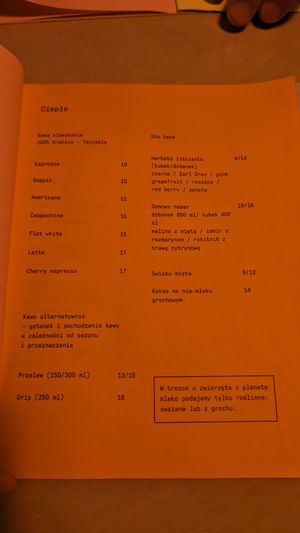 Ciepłe
Kawa klasycznie
100% Arabica - Tanzania
Espresso 10
Doppio 10
Americano 11
Cappuccino 15
Flat white 15
Latte 17
Cherry espresso 17
Kawa alternatywnie
- gatunek i pochodzenie kawy
w zależności od sezonu
i przeznaczenia
Przelew (150/300 ml) 13/15
Drip (250 ml) 16
Nie kawa
Herbata liściasta 9/14
(kubek/dzbanek)
czarna / Earl Grey / pink
grapefruit / rooibos /
red berry / sencha
Domowy napar 18/16
dzbanek 600 ml/ kubek 400
ml
malina z miętą / imbir z
rozmarynem / rokitnik z
trawą cytrynową
Świeża mięta 9/12
Kakao na nie-mleku 14
grochowym
W trosce o zwierzęta i planetę
mleko podajemy tylko roślinne:
owsiane lub z grochu.